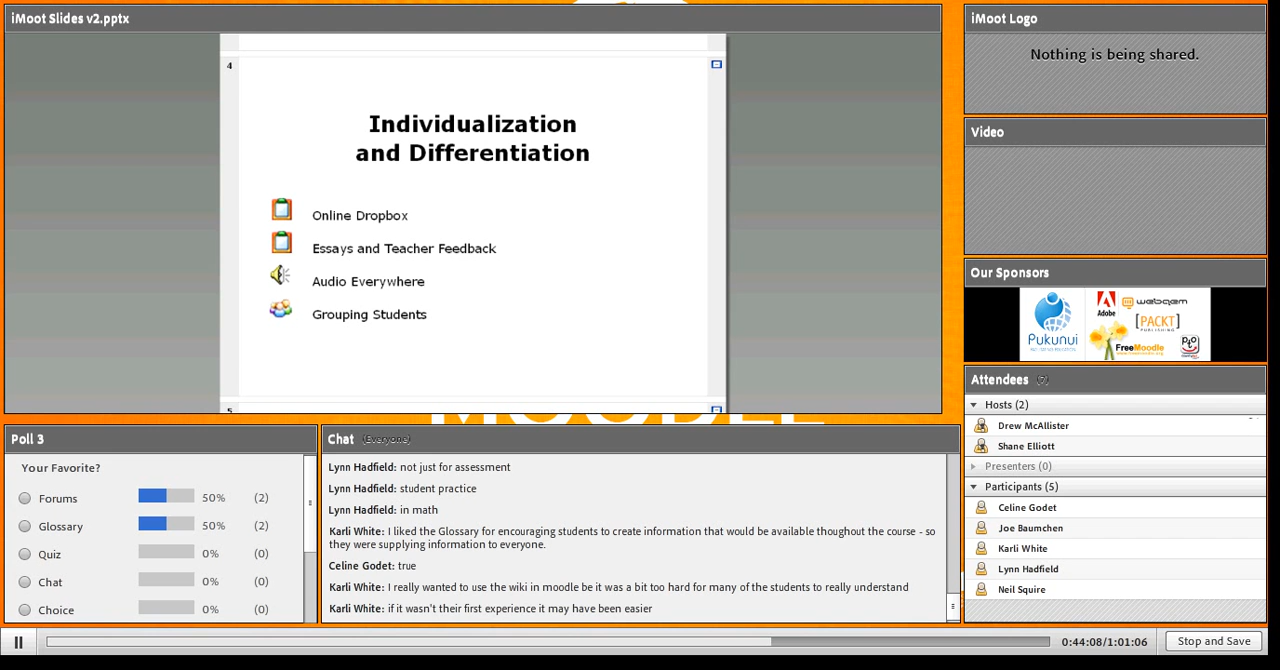 iMoot Slides v2.pptx
4
Individualization
and Differentiation
Online Dropbox
Essays and Teacher Feedback
Audio Everywhere
Grouping Students
5
MOODLE
iMoot Logo
Nothing is being shared.
Video
Our Sponsors
Pukunui
Adobe
webgem
[PACKT]
PUBLISHING
FreeMoodle
Attendees (7)
Hosts (2)
Drew McAllister
Shane Elliott
Presenters (0)
Participants (5)
Celine Godet
Joe Baumchen
Karli White
Lynn Hadfield
Neil Squire
Poll 3
Your Favorite?
Forums 50% (2)
Glossary 50% (2)
Quiz 0% (0)
Chat 0% (0)
Choice 0% (0)
Chat (Everyone)
Lynn Hadfield: not just for assessment
Lynn Hadfield: student practice
Lynn Hadfield: in math
Karli White: I liked the Glossary for encouraging students to create information that would be available thoughout the course - so
they were supplying information to everyone.
Celine Godet: true
Karli White: I really wanted to use the wiki in moodle be it was a bit too hard for many of the students to really understand
Karli White: if it wasn't their first experience it may have been easier
0:44:08/1:01:06
Stop and Save